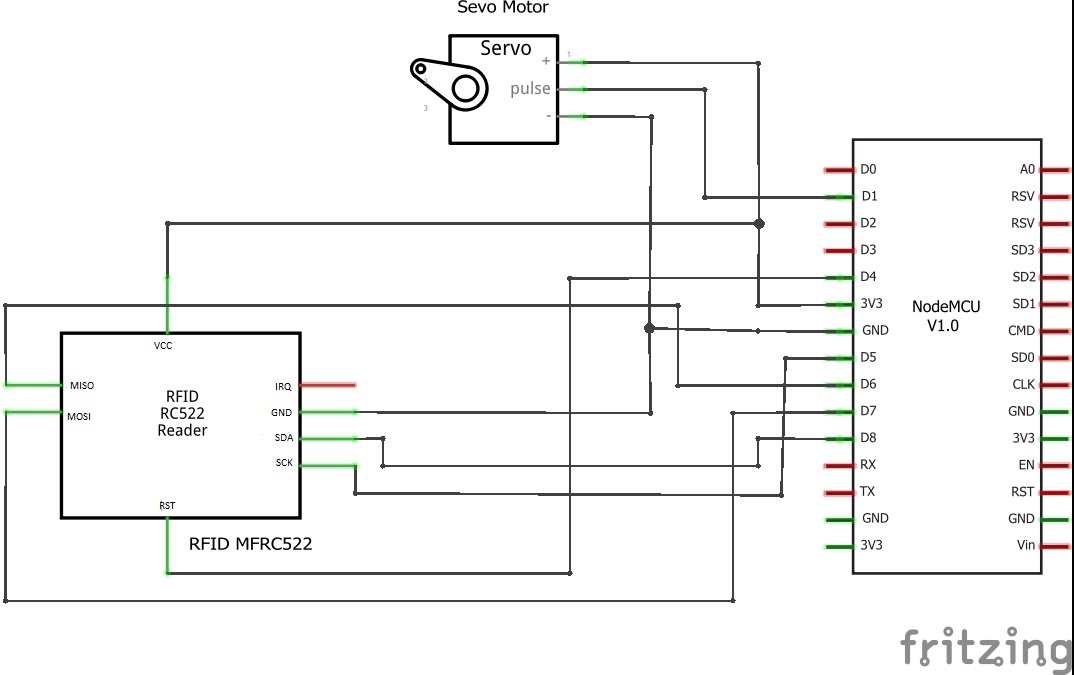 Sevo Motor
Servo
+
1
pulse
-
3
D0
D1
D2
D3
D4
3V3
GND
D5
D6
D7
D8
RX
TX
GND
3V3
NodeMCU
V1.0
A0
RSV
RSV
SD3
SD2
SD1
CMD
SD0
CLK
GND
3V3
EN
RST
GND
Vin
VCC
MISO
MOSI
RFID
RC522
Reader
IRQ
GND
SDA
SCK
RST
RFID MFRC522
fritzing